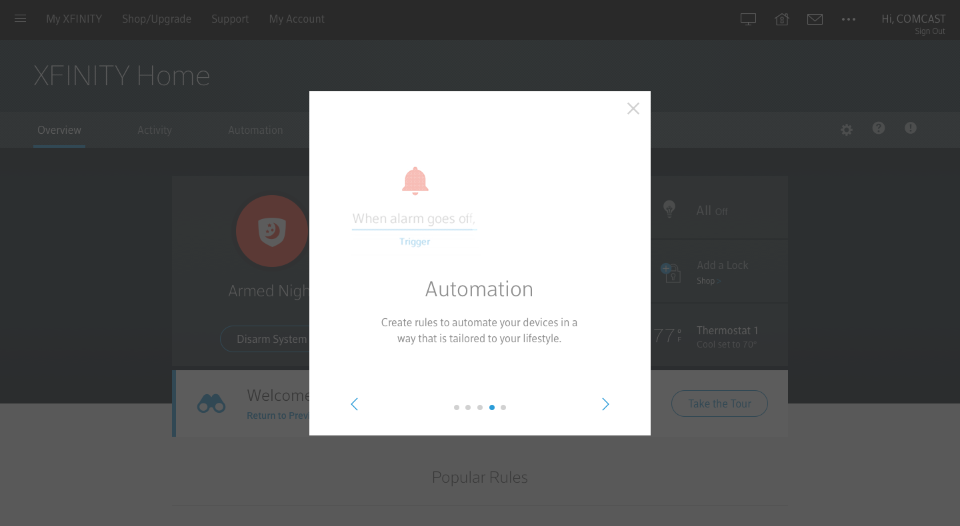 My XFINITY Shop/Upgrade Support My Account
Hi, COMCAST
Sign Out
XFINITY Home
Overview Activity Automation
When alarm goes off,
Trigger
Automation
Create rules to automate your devices in a
way that is tailored to your lifestyle.
Armed Nigh
Disarm System
All Off
Add a Lock
Shop >
77°
Thermostat 1
Cool set to 70°
Welcome
Return to Prev
Take the Tour
Popular Rules